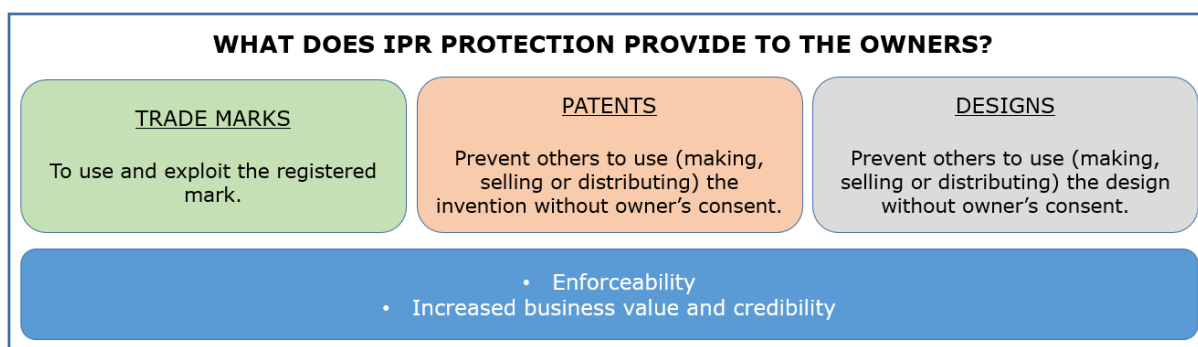 WHAT DOES IPR PROTECTION PROVIDE TO THE OWNERS?
TRADE MARKS
To use and exploit the registered
mark.
PATENTS
Prevent others to use (making,
selling or distributing) the
invention without owner’s consent.
DESIGNS
Prevent others to use (making,
selling or distributing) the design
without owner’s consent.
• Enforceability
• Increased business value and credibility